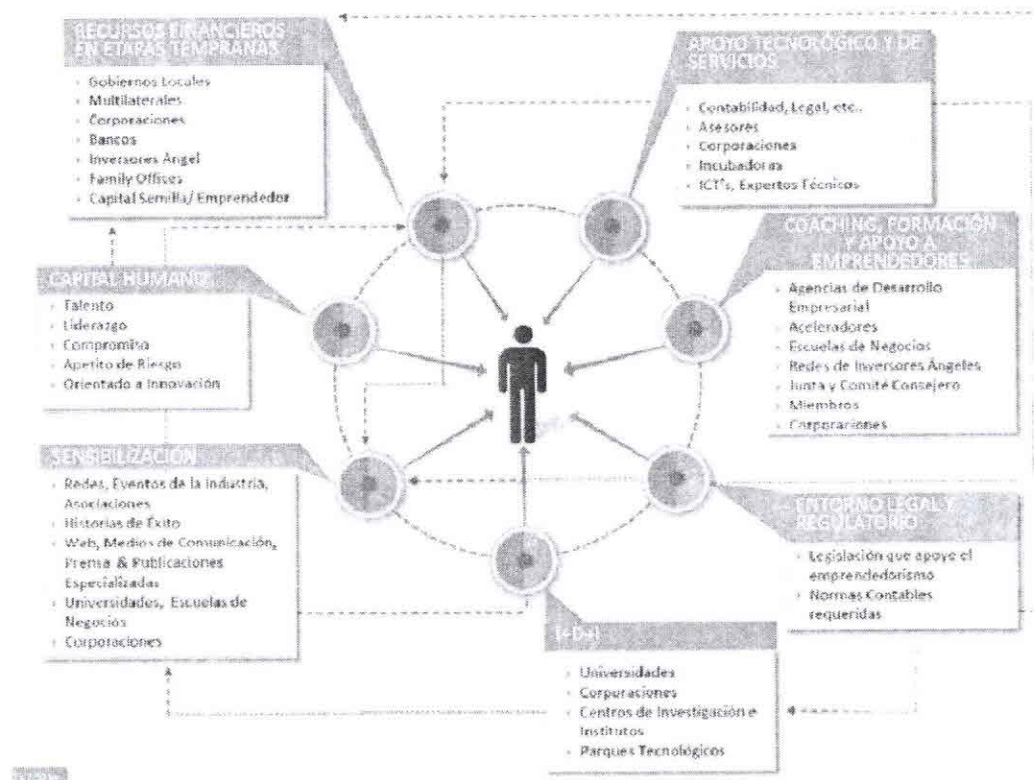 RECURSOS FINANCIEROS
EN ETAPAS TEMPRANAS
› Gobiernos Locales
› Multilaterales
› Corporaciones
› Bancos
› Inversores Ángel
› Family Offices
› Capital Semilla/ Emprendedor
APOYO TECNOLÓGICO Y DE
SERVICIOS
› Contabilidad, Legal, etc..
› Asesores
› Corporaciones
› Incubadoras
› ICT's, Expertos Técnicos
CAPITAL HUMANO
› Talento
› Liderazgo
› Compromiso
› Apetito de Riesgo
› Orientado a Innovación
COACHING, FORMACIÓN
Y APOYO A
EMPRENDEDORES
› Agencias de Desarrollo
Empresarial
› Aceleradores
› Escuelas de Negocios
› Redes de Inversores Ángeles
› Junta y Comité Consejero
› Miembros
› Corporaciones
SENSIBILIZACIÓN
› Redes, Eventos de la Industria,
Asociaciones
› Historias de Éxito
› Web, Medios de Comunicación,
Prensa & Publicaciones
Especializadas
› Universidades, Escuelas de
Negocios
› Corporaciones
ENTORNO LEGAL Y
REGULATORIO
› Legislación que apoye el
emprendedorismo
› Normas Contables
requeridas
I+D+I
› Universidades
› Corporaciones
› Centros de Investigación e
Institutos
› Parques Tecnológicos